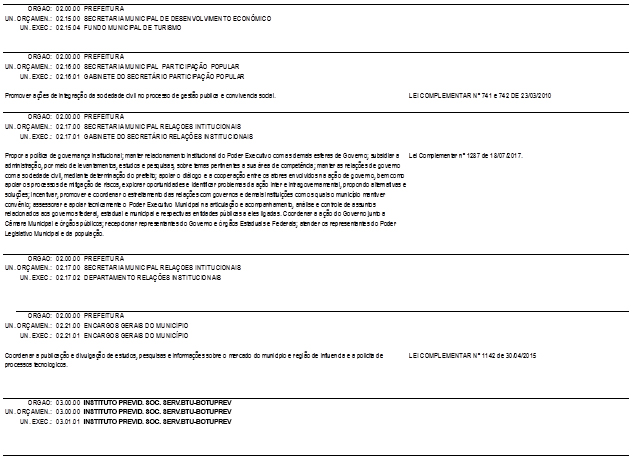 ORGAO: 02.00.00 PREFEITURA
UN. ORÇAMEN.: 02.15.00 SECRETARIA MUNICIPAL DE DESENVOLVIMENTO ECONÔMICO
UN. EXEC.: 02.15.04 FUNDO MUNICIPAL DE TURISMO
ORGAO: 02.00.00 PREFEITURA
UN. ORÇAMEN.: 02.16.00 SECRETARIA MUNICIPAL PARTICIPAÇÃO POPULAR
UN. EXEC.: 02.16.01 GABINETE DO SECRETÁRIO PARTICIPAÇÃO POPULAR
Promover ações de integração da sociedade civil no processo de gestão publica e convivencia social. LEI COMPLEMENTAR Nº 741 e 742 DE 23/03/2010
ORGAO: 02.00.00 PREFEITURA
UN. ORÇAMEN.: 02.17.00 SECRETARIA MUNICIPAL RELAÇOES INTITUCIONAIS
UN. EXEC.: 02.17.01 GABINETE DO SECRETÁRIO RELAÇÕES INSTITUCIONAIS
Propor a política de governança institucional; manter relacionamento institucional do Poder Executivo com as demais esferas de Governo; subsidiar a Lei Complementar nº 1287 de 18/07/2017.
administração, por meio de levantamentos, estudos e pesquisas, sobre temas pertinentes a sua área de competência; manter as relações de governo
com a sociedade civil, mediante determinação do prefeito; apoiar o diálogo e a cooperação entre os atores envolvidos na ação de governo, bem como
apoiar os processos de mitigação de riscos, explorar oportunidades e identificar problemas da ação inter e intragovernamental, propondo alternativas e
soluções; incentivar, promover e coordenar o estreitamento das relações com governos e demais instituições com os quais o município mantiver
convênio; assessorar e apoiar tecnicamente o Poder Executivo Municipal na articulação e acompanhamento, análise e controle de assuntos
relacionados aos governos federal, estadual e municipal e respectivas entidades públicas a eles ligadas. Coordenar a ação do Governo junto a
Câmara Municipal e órgãos públicos; recepcionar representantes do Governo e órgãos Estaduais e Federais; atender os representantes do Poder
Legislativo Municipal e da população.
ORGAO: 02.00.00 PREFEITURA
UN. ORÇAMEN.: 02.17.00 SECRETARIA MUNICIPAL RELAÇOES INTITUCIONAIS
UN. EXEC.: 02.17.02 DEPARTAMENTO RELAÇÕES INSTITUCIONAIS
ORGAO: 02.00.00 PREFEITURA
UN. ORÇAMEN.: 02.21.00 ENCARGOS GERAIS DO MUNICÍPIO
UN. EXEC.: 02.21.01 ENCARGOS GERAIS DO MUNICÍPIO
Coordenar a publicação e divulgação de estudos, pesquisas e informações sobre o mercado do município e região de influencia e a politica de LEI COMPLEMENTAR Nº 1142 de 30/04/2015
processos tecnologicos.
ORGAO: 03.00.00 INSTITUTO PREVID. SOC. SERV.BTU-BOTUPREV
UN. ORÇAMEN.: 03.00.00 INSTITUTO PREVID. SOC. SERV.BTU-BOTUPREV
UN. EXEC.: 03.01.01 INSTITUTO PREVID. SOC. SERV.BTU-BOTUPREV